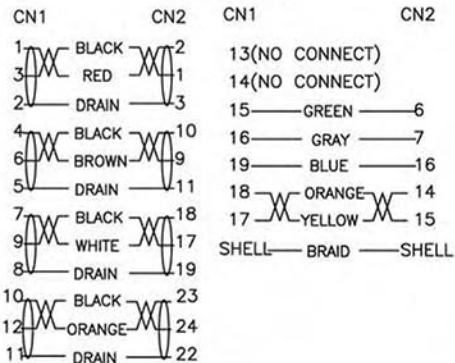 CN1 CN2
1 BLACK 2
3 RED 1
2 DRAIN 3
4 BLACK 10
6 BROWN 9
5 DRAIN 11
7 BLACK 18
9 WHITE 17
8 DRAIN 19
10 BLACK 23
12 ORANGE 24
11 DRAIN 22
CN1 CN2
13(NO CONNECT)
14(NO CONNECT)
15 GREEN 6
16 GRAY 7
19 BLUE 16
18 ORANGE 14
17 YELLOW 15
SHELL BRAID SHELL